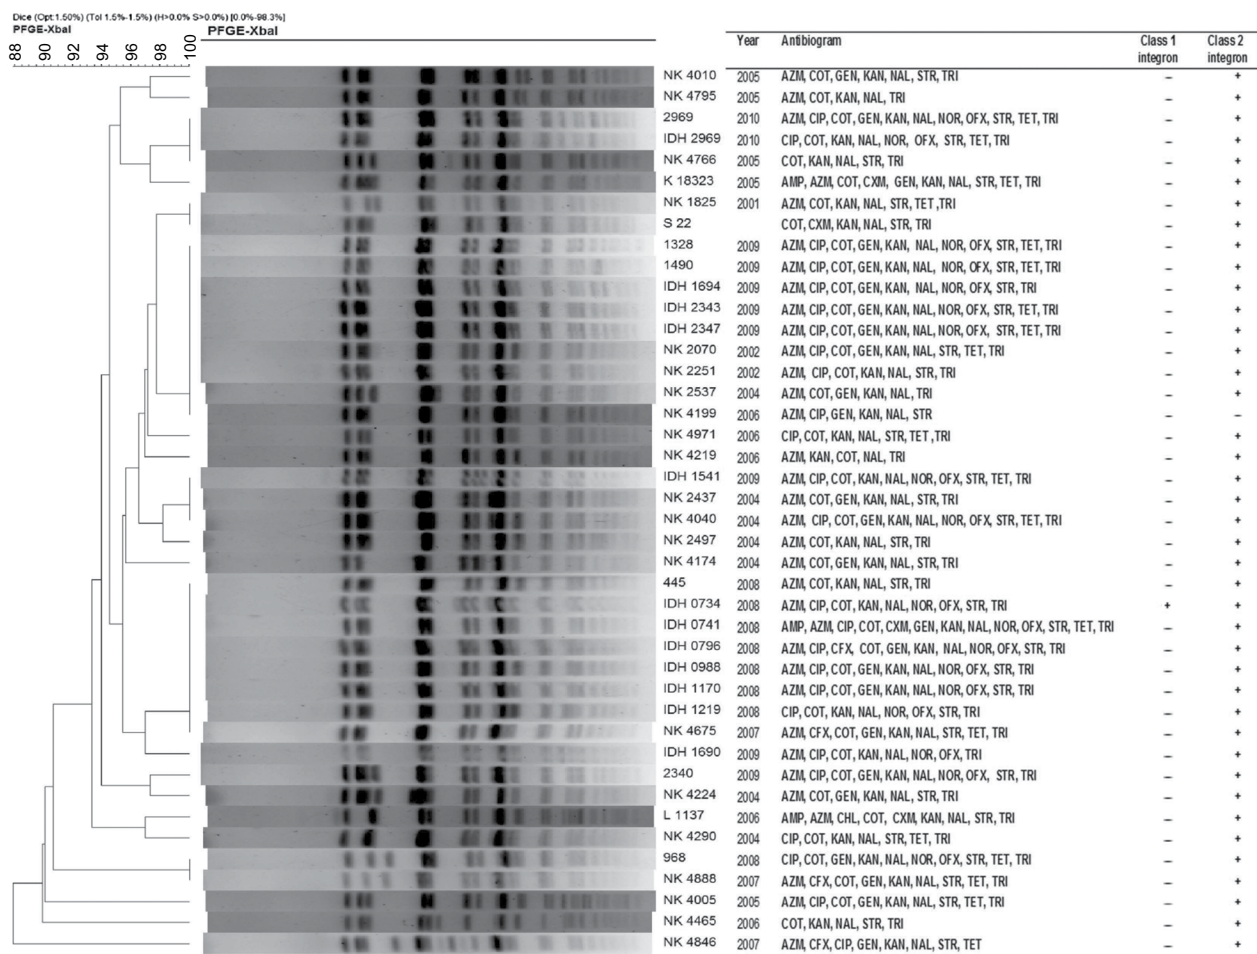 Dice (Opt:1.50%) (Tol 1.5%-1.5%) (H>0.0% S>0.0%) [0.0%-98.3%]
PFGE-XbaI PFGE-XbaI
88 90 92 94 96 98 100
Year Antibiogram Class 1 integron Class 2 integron
NK 4010 2005 AZM, COT, GEN, KAN, NAL, STR, TRI – +
NK 4795 2005 AZM, COT, KAN, NAL, TRI – +
2969 2010 AZM, CIP, COT, GEN, KAN, NAL, NOR, OFX, STR, TET, TRI – +
IDH 2969 2010 CIP, COT, KAN, NAL, NOR, OFX, STR, TET, TRI – +
NK 4766 2005 COT, KAN, NAL, STR, TRI – +
K 18323 2005 AMP, AZM, COT, CXM, GEN, KAN, NAL, STR, TET, TRI – +
NK 1825 2001 AZM, COT, KAN, NAL, STR, TET, TRI – +
S 22 COT, CXM, KAN, NAL, STR, TRI – +
1328 2009 AZM, CIP, COT, GEN, KAN, NAL, NOR, OFX, STR, TET, TRI – +
1490 2009 AZM, CIP, COT, GEN, KAN, NAL, NOR, OFX, STR, TET, TRI – +
IDH 1694 2009 AZM, CIP, COT, GEN, KAN, NAL, NOR, OFX, STR, TRI – +
IDH 2343 2009 AZM, CIP, COT, GEN, KAN, NAL, NOR, OFX, STR, TET, TRI – +
IDH 2347 2009 AZM, CIP, COT, GEN, KAN, NAL, NOR, OFX, STR, TET, TRI – +
NK 2070 2002 AZM, CIP, COT, GEN, KAN, NAL, STR, TET, TRI – +
NK 2251 2002 AZM, CIP, COT, KAN, NAL, STR, TRI – +
NK 2537 2004 AZM, COT, GEN, KAN, NAL, TRI – +
NK 4199 2006 AZM, CIP, GEN, KAN, NAL, STR – –
NK 4971 2006 CIP, COT, KAN, NAL, STR, TET ,TRI – +
NK 4219 2006 AZM, KAN, COT, NAL, TRI – +
IDH 1541 2009 AZM, CIP, COT, KAN, NAL, NOR, OFX, STR, TET, TRI – +
NK 2437 2004 AZM, COT, GEN, KAN, NAL, STR, TRI – +
NK 4040 2004 AZM, CIP, COT, GEN, KAN, NAL, NOR, OFX, STR, TET, TRI – +
NK 2497 2004 AZM, COT, KAN, NAL, STR, TRI – +
NK 4174 2004 AZM, COT, GEN, KAN, NAL, STR, TRI – +
445 2008 AZM, COT, KAN, NAL, STR, TRI – +
IDH 0734 2008 AZM, CIP, COT, KAN, NAL, NOR, OFX, STR, TRI + +
IDH 0741 2008 AMP, AZM, CIP, COT, CXM, GEN, KAN, NAL, NOR, OFX, STR, TET, TRI – +
IDH 0796 2008 AZM, CIP, CFX, COT, GEN, KAN, NAL, NOR, OFX, STR, TRI – +
IDH 0988 2008 AZM, CIP, COT, GEN, KAN, NAL, NOR, OFX, STR, TRI – +
IDH 1170 2008 AZM, CIP, COT, GEN, KAN, NAL, NOR, OFX, STR, TRI – +
IDH 1219 2008 CIP, COT, KAN, NAL, NOR, OFX, STR, TRI – +
NK 4675 2007 AZM, CFX, COT, GEN, KAN, NAL, STR, TET, TRI – +
IDH 1690 2009 AZM, CIP, COT, KAN, NAL, NOR, OFX, TRI – +
2340 2009 AZM, CIP, COT, GEN, KAN, NAL, NOR, OFX, STR, TRI – +
NK 4224 2004 AZM, COT, GEN, KAN, NAL, STR, TRI – +
L 1137 2006 AMP, AZM, CHL, COT, CXM, KAN, NAL, STR, TRI – +
NK 4290 2004 CIP, COT, KAN, NAL, STR, TET, TRI – +
968 2008 CIP, COT, GEN, KAN, NAL, NOR, OFX, STR, TET, TRI – +
NK 4888 2007 AZM, CFX, COT, GEN, KAN, NAL, STR, TET, TRI – +
NK 4005 2005 AZM, CIP, COT, GEN, KAN, NAL, STR, TET, TRI – +
NK 4465 2006 COT, KAN, NAL, STR, TRI – +
NK 4846 2007 AZM, CFX, CIP, GEN, KAN, NAL, STR, TET – +